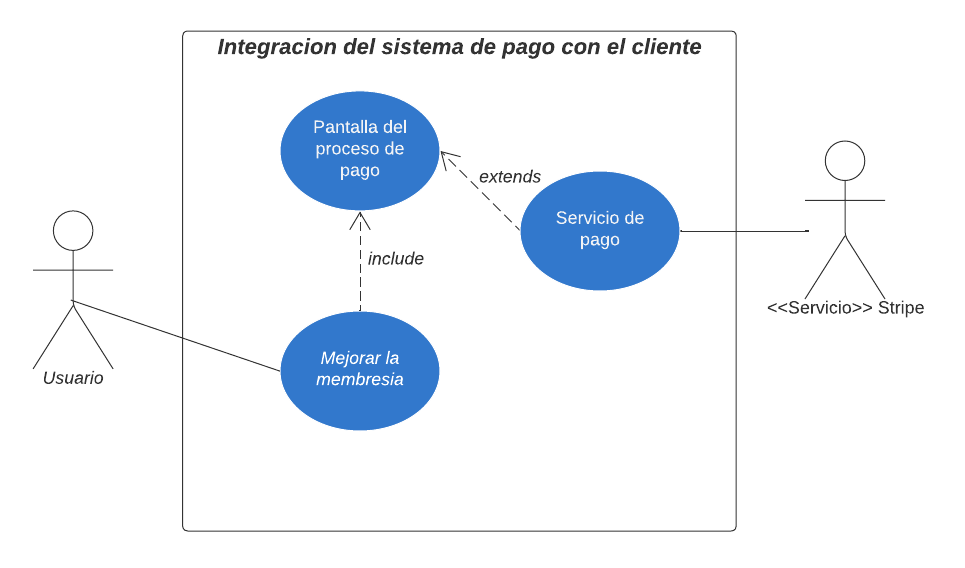 Integracion del sistema de pago con el cliente
Pantalla del
proceso de
pago
extends
Servicio de
pago
include
<<Servicio>> Stripe
Mejorar la
membresia
Usuario